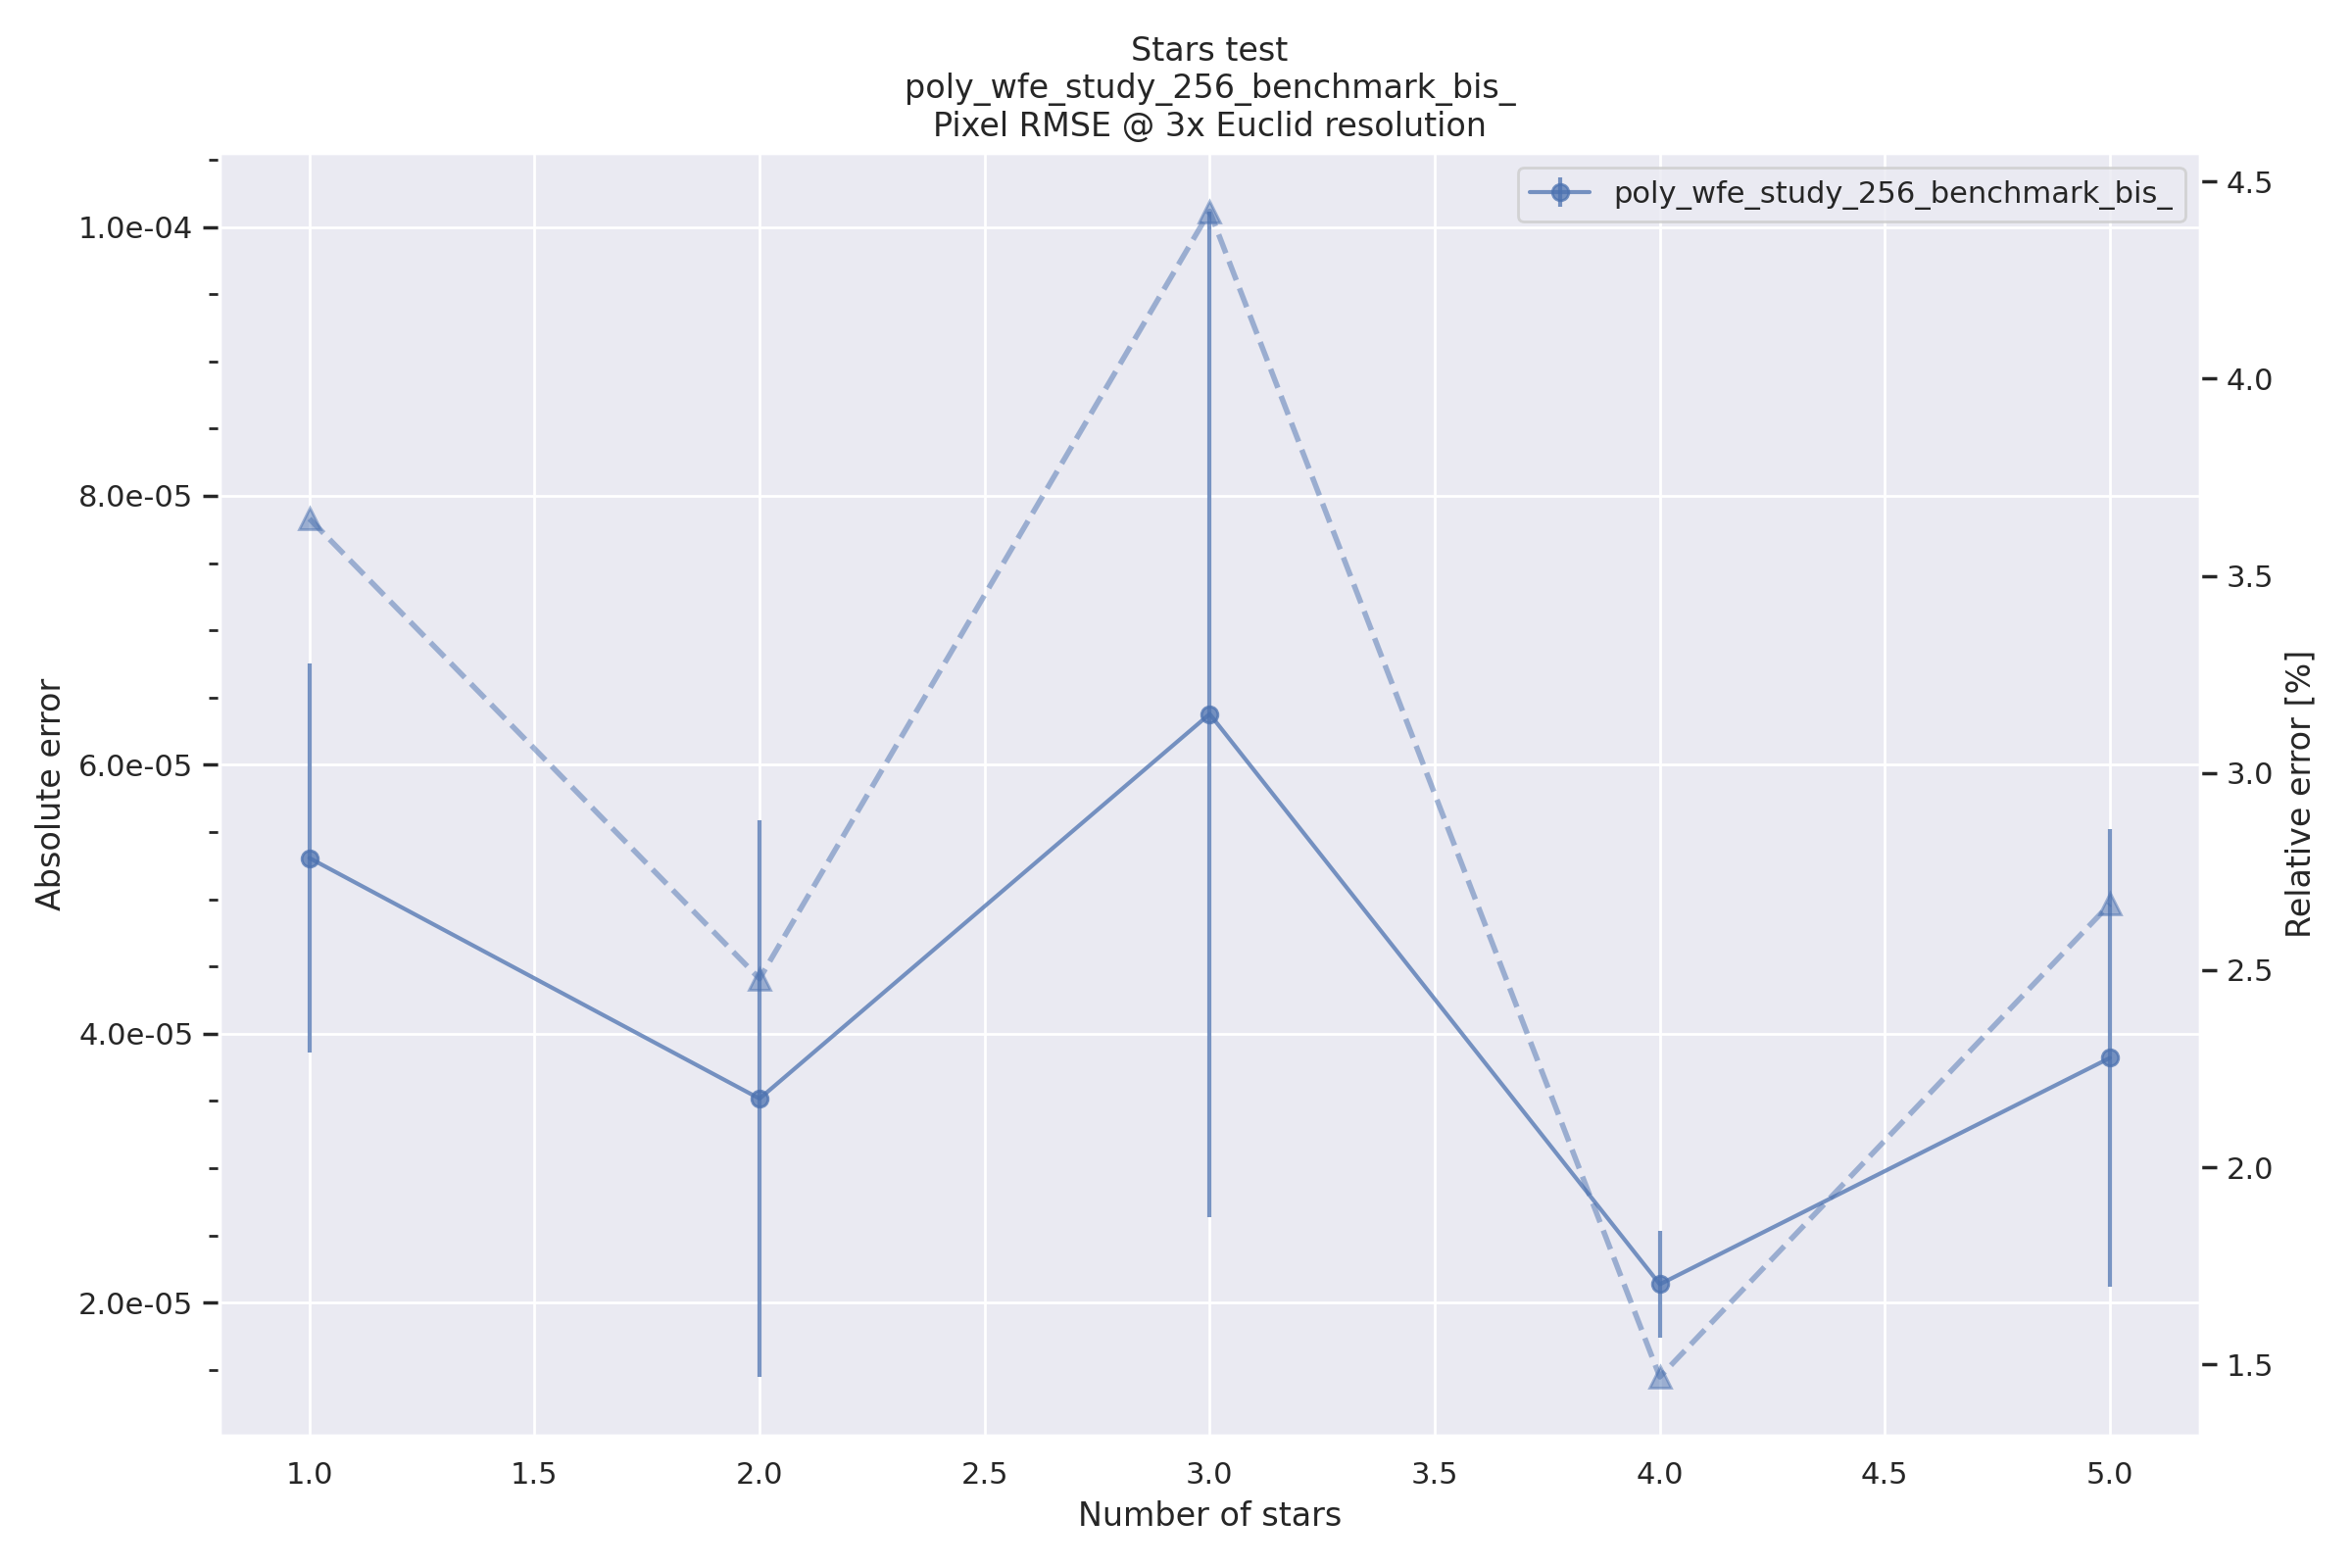 Stars test
poly_wfe_study_256_benchmark_bis_
Pixel RMSE @ 3x Euclid resolution
poly_wfe_study_256_benchmark_bis_
Absolute error
1.0e-04
8.0e-05
6.0e-05
4.0e-05
2.0e-05
4.5
4.0
3.5
3.0
2.5
2.0
1.5
Relative error [%]
1.0 1.5 2.0 2.5 3.0 3.5 4.0 4.5 5.0
Number of stars